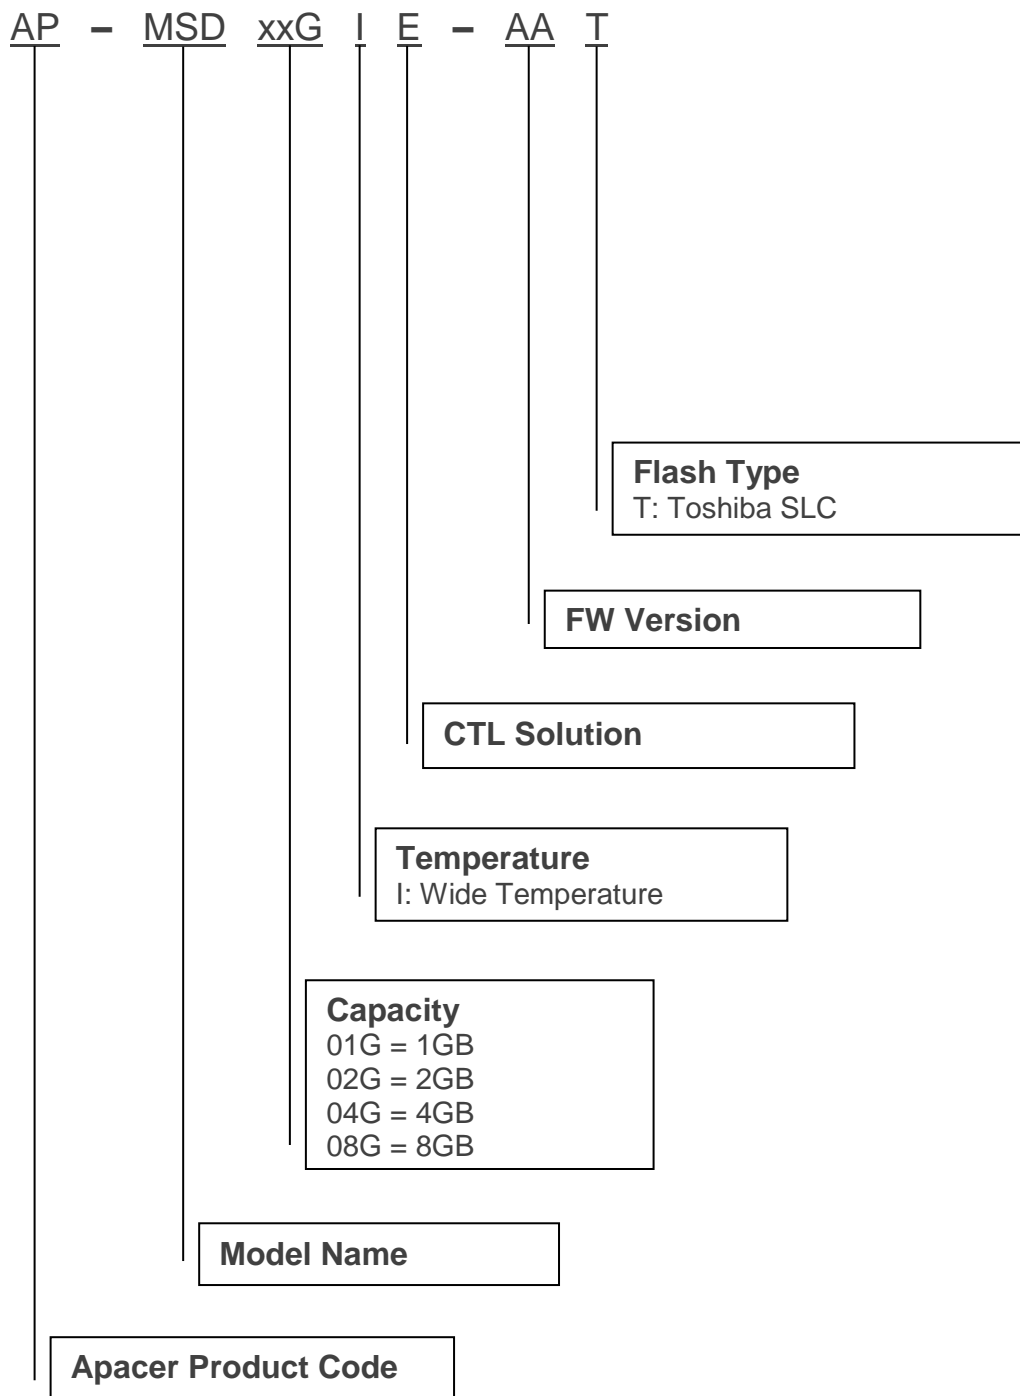 AP – MSD xxG I E – AA T
Flash Type
T: Toshiba SLC
FW Version
CTL Solution
Temperature
I: Wide Temperature
Capacity
01G = 1GB
02G = 2GB
04G = 4GB
08G = 8GB
Model Name
Apacer Product Code